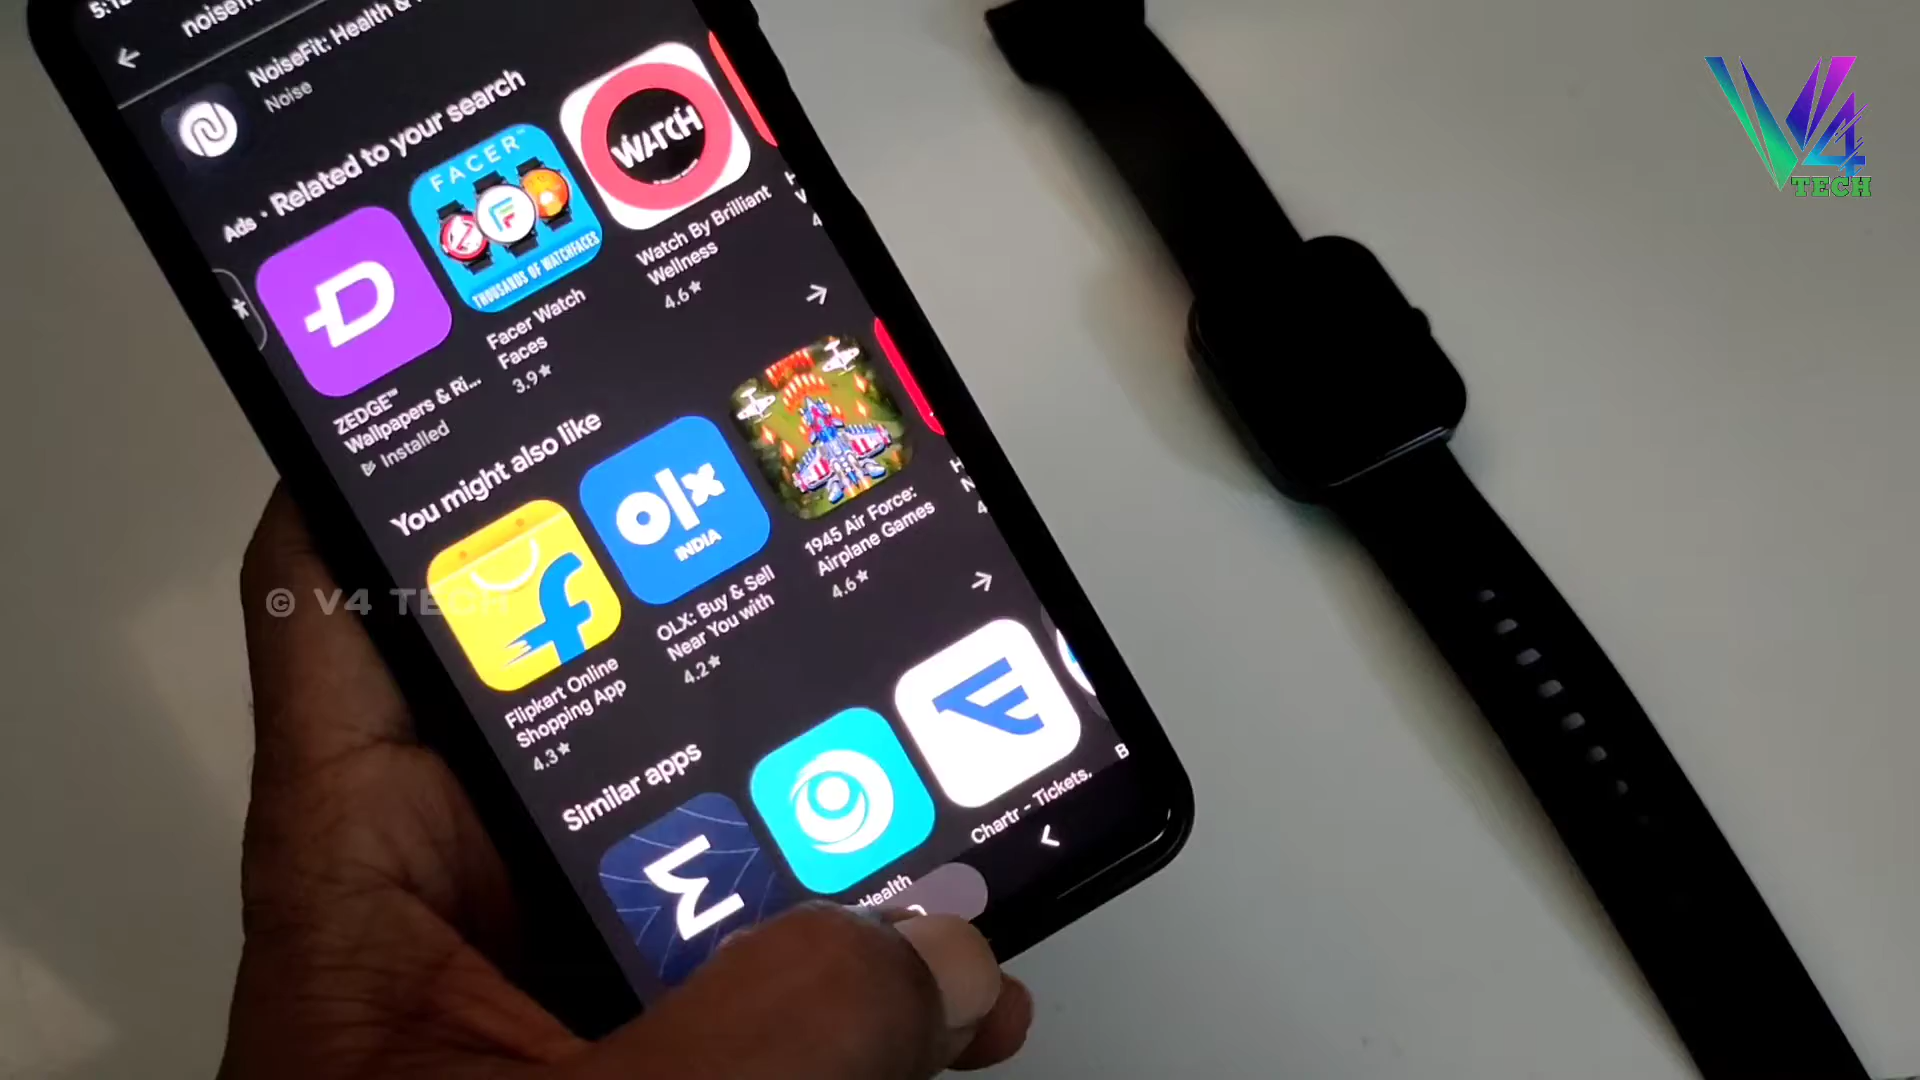 5:12
noisefi
NoiseFit: Health &
Noise
Ads · Related to your search
FACER
THOUSANDS OF WATCHFACES
WATCH
ZEDGE™
Wallpapers & Ri...
Installed
Facer Watch
Faces
3.9★
Watch By Brilliant
Wellness
4.6★
You might also like
OLX
INDIA
Flipkart Online
Shopping App
4.3★
OLX: Buy & Sell
Near You with
4.2★
1945 Air Force:
Airplane Games
4.6★
Similar apps
Health
Chartr - Tickets,
B
© V4 TECH
V4
TECH